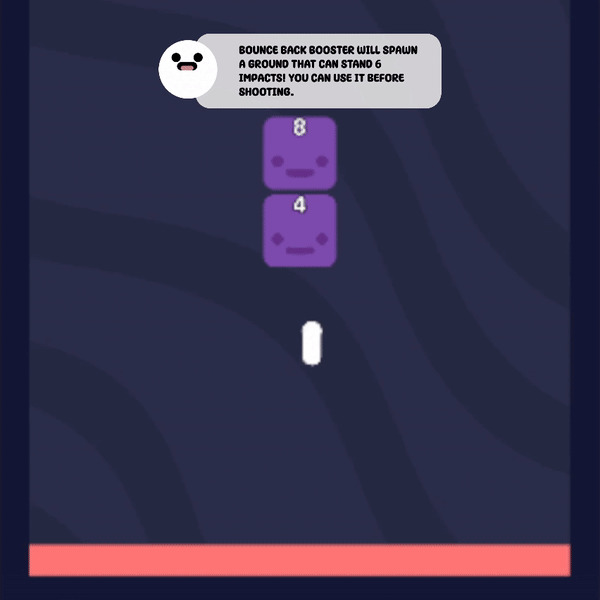 BOUNCE BACK BOOSTER WILL SPAWN
A GROUND THAT CAN STAND 6
IMPACTS! YOU CAN USE IT BEFORE
SHOOTING.
8
4